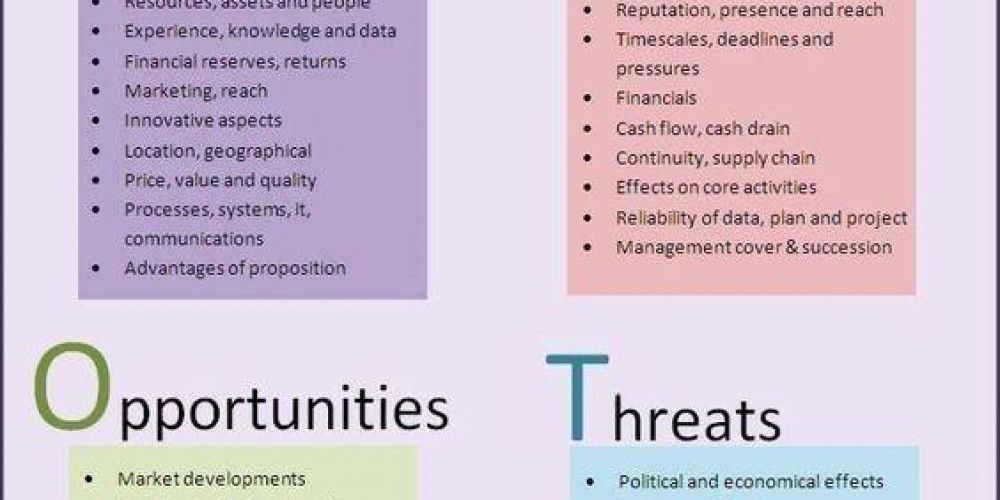 Resources, assets and people
• Experience, knowledge and data
• Financial reserves, returns
• Marketing, reach
• Innovative aspects
• Location, geographical
• Price, value and quality
• Processes, systems, it,
communications
• Advantages of proposition
• Reputation, presence and reach
• Timescales, deadlines and
pressures
• Financials
• Cash flow, cash drain
• Continuity, supply chain
• Effects on core activities
• Reliability of data, plan and project
• Management cover & succession
Opportunities
• Market developments
Threats
• Political and economical effects